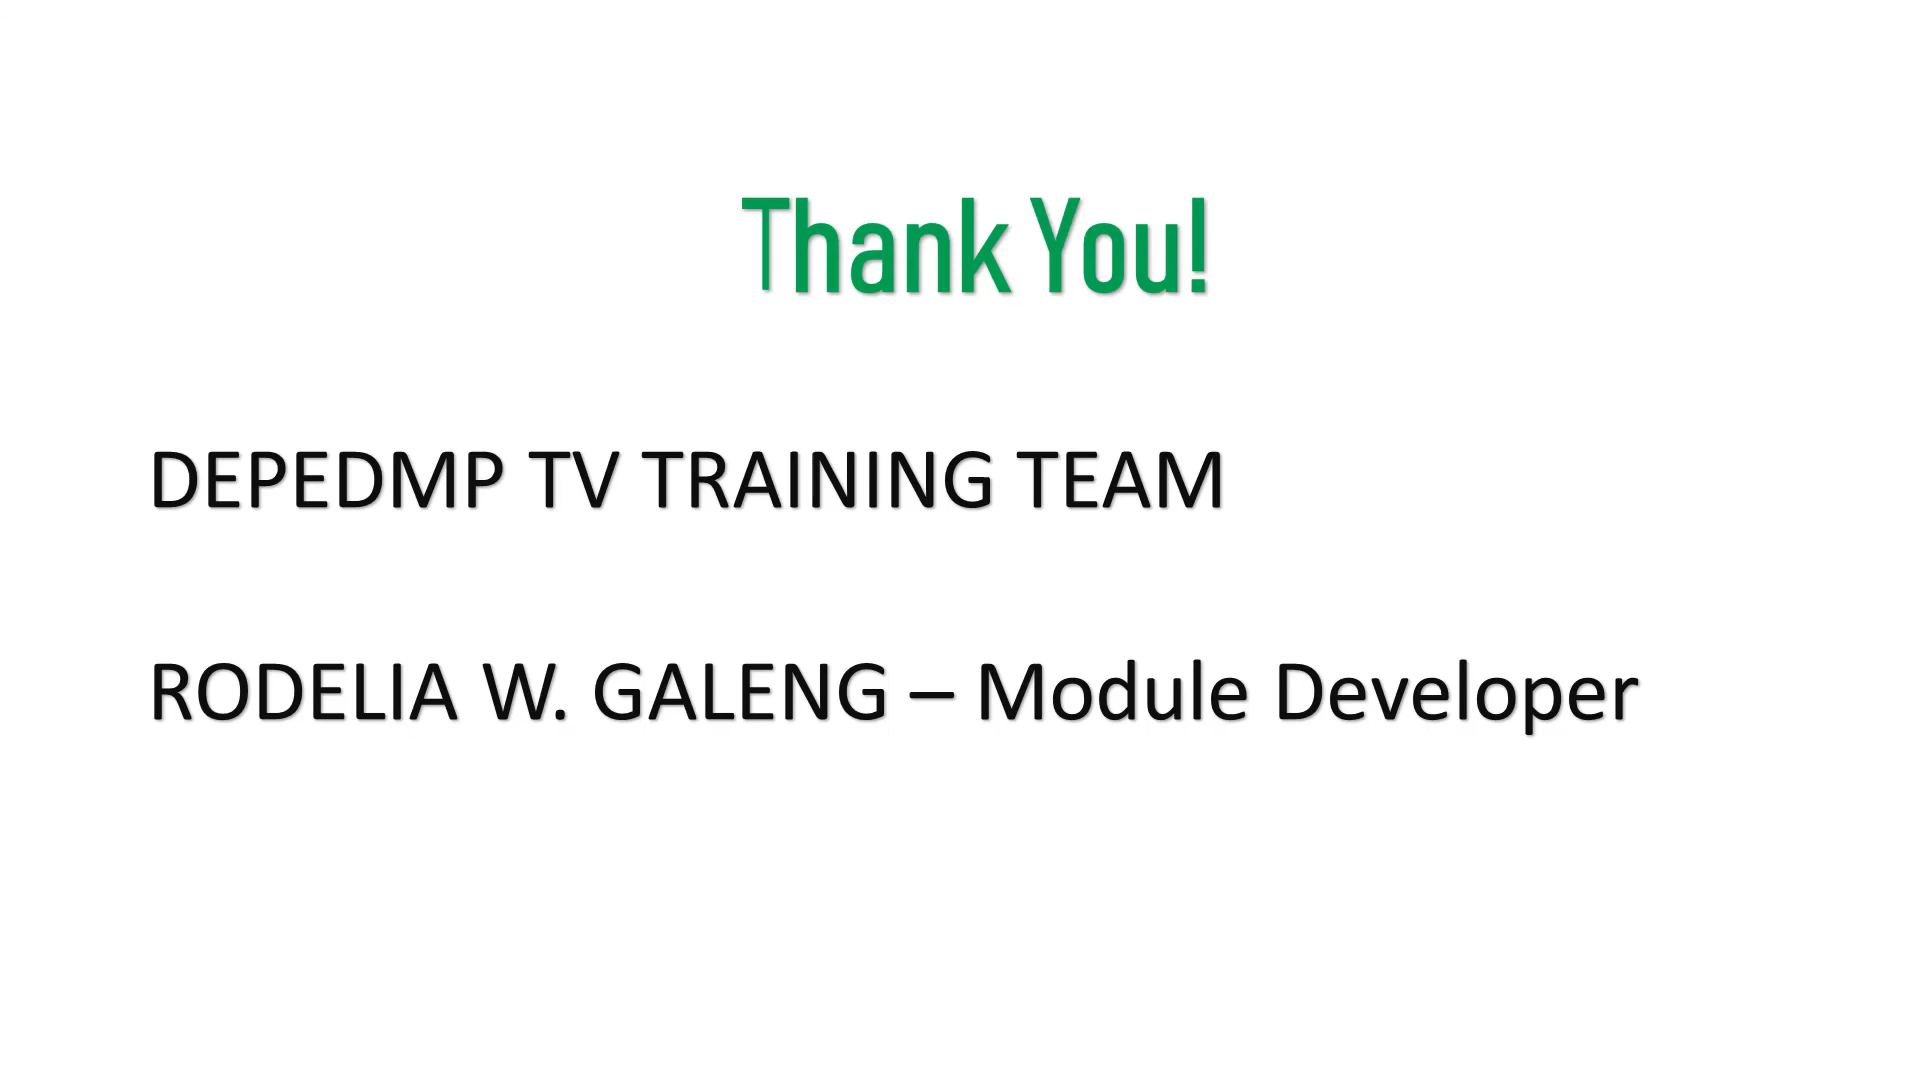 Thank You!
DEPEDMP TV TRAINING TEAM
RODELIA W. GALENG – Module Developer